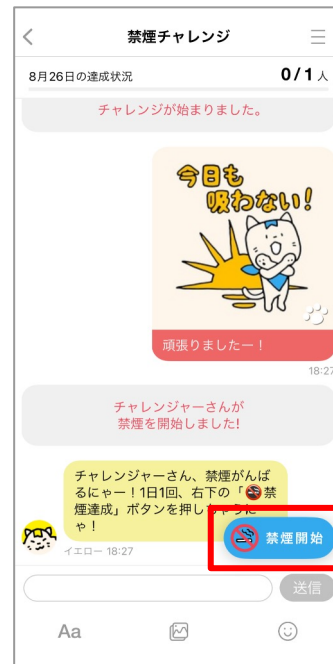 禁煙チャレンジ
8月26日の達成状況
0/1人
チャレンジが始まりました。
今日も
吸わない!
頑張りましたー！
18:27
チャレンジャーさんが
禁煙を開始しました!
チャレンジャーさん、禁煙がんば
るにゃー！1日1回、右下の「🚭禁
煙達成」ボタンを押し
ゃ！
イエロー 18:27
禁煙開始
送信
Aa